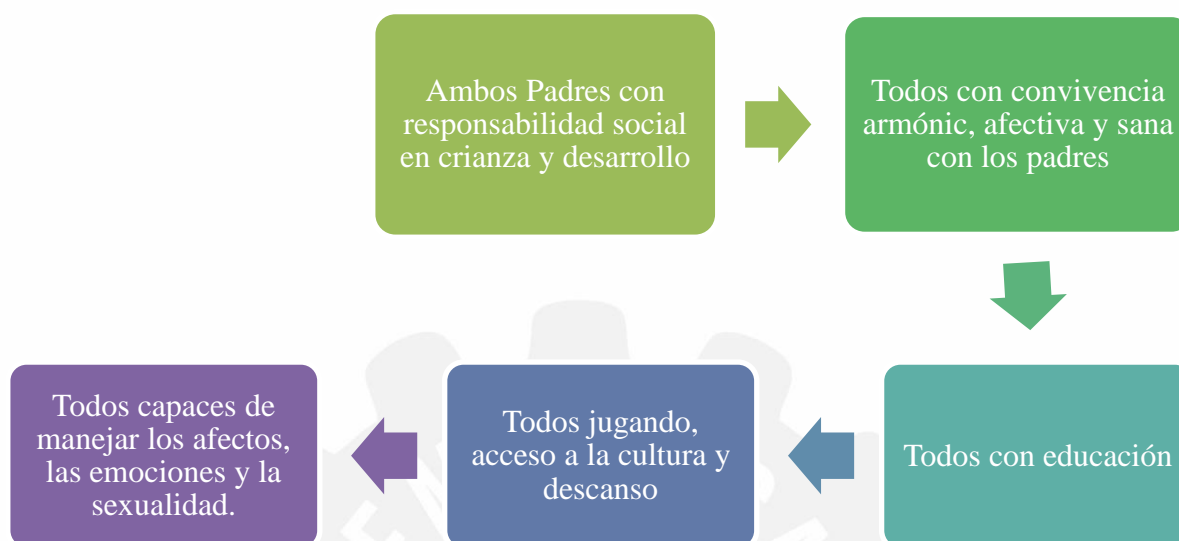 Ambos Padres con
responsabilidad social
en crianza y desarrollo
Todos con convivencia
armónic, afectiva y sana
con los padres
Todos con educación
Todos jugando,
acceso a la cultura y
descanso
Todos capaces de
manejar los afectos,
las emociones y la
sexualidad.